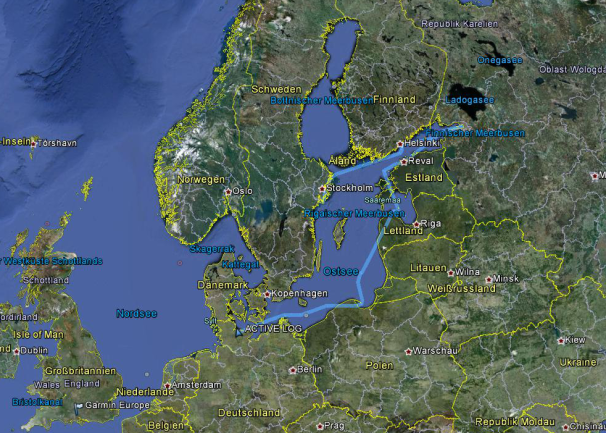 Republik Karelien
Onegasee
Oblast Wologda
Schweden
Bottnischer Meerbusen
Finnland
Ladogasee
Finnischer Meerbusen
-Inseln
Tórshavn
Helsinki
Åland
Reval
Norwegen
Oslo
Stockholm
Estland
Saaremaa
Rigaischer Meerbusen
Riga
Lettland
Skagerrak
Kattegat
Westküste Schottlands
Schottland
Ostsee
Litauen
Wilna
Minsk
Weißrussland
Dänemark
Kopenhagen
Nordsee
Nordirland
Sylt
ACTIVE LOG
Isle of Man
Dublin
Großbritannien
Wales
England
Niederlande
Amsterdam
Berlin
Warschau
Polen
Kiew
Ukraine
Bristolkanal
Garmin Europe
Belgien
Deutschland
Prag
Republik Moldau
Chisinau